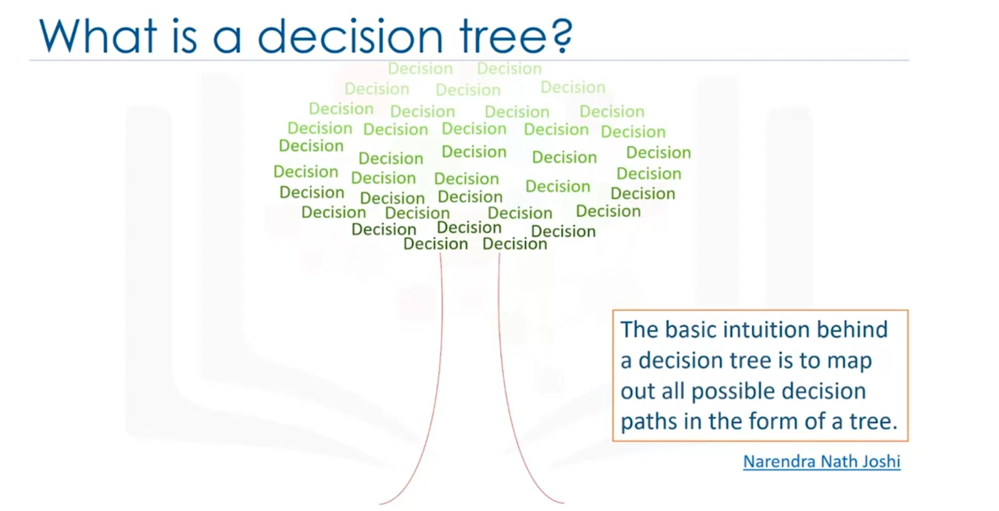 What is a decision tree?
Decision Decision
Decision Decision Decision
Decision Decision Decision Decision
Decision Decision Decision Decision Decision
Decision Decision Decision Decision Decision
Decision Decision Decision Decision Decision
Decision Decision Decision Decision
Decision Decision Decision Decision
Decision Decision Decision
Decision Decision
The basic intuition behind
a decision tree is to map
out all possible decision
paths in the form of a tree.
Narendra Nath Joshi